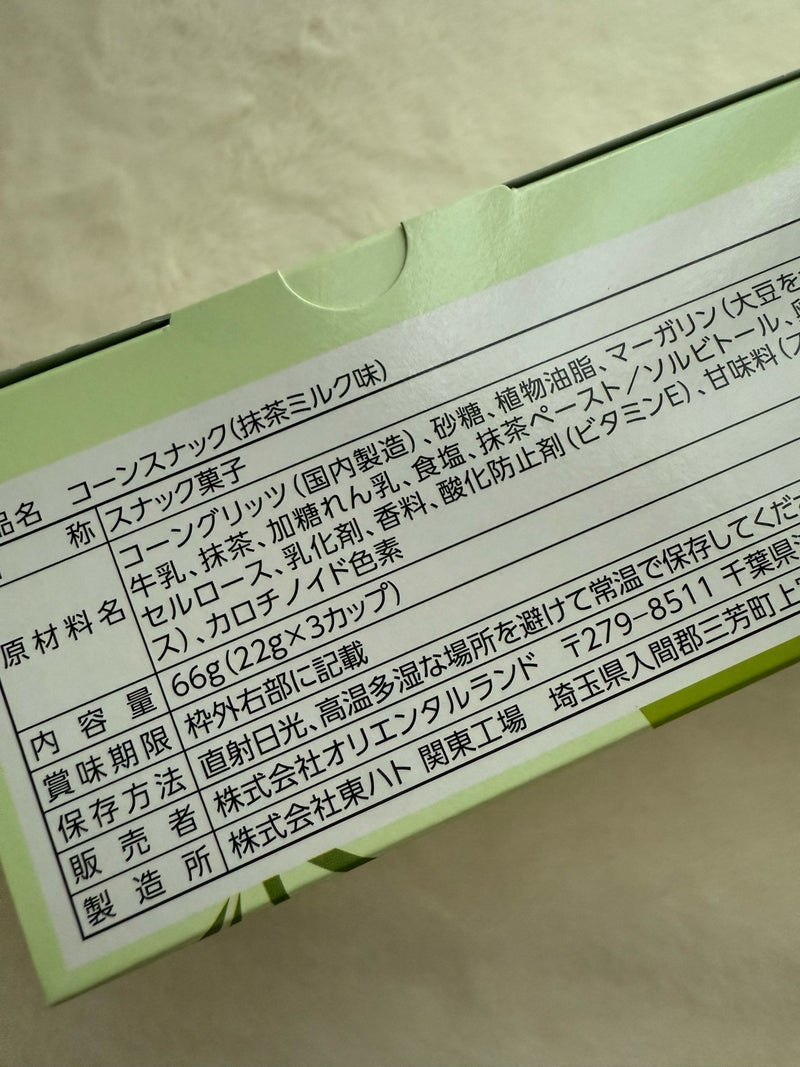 品名 コーンスナック(抹茶ミルク味)
称 スナック菓子
原材料名 コーングリッツ(国内製造)、砂糖、植物油脂、マーガリン(大豆を
牛乳、抹茶、加糖れん乳、食塩、抹茶ペースト/ソルビトール、
セルロース、乳化剤、香料、酸化防止剤(ビタミンE)、甘味料(ス
ス)、カロチノイド色素
内容量 66g(22g×3カップ)
賞味期限 枠外右部に記載
保存方法 直射日光、高温多湿な場所を避けて常温で保存してくだ
販売者 株式会社オリエンタルランド 〒279-8511 千葉県
製造所 株式会社東ハト 関東工場 埼玉県入間郡三芳町上